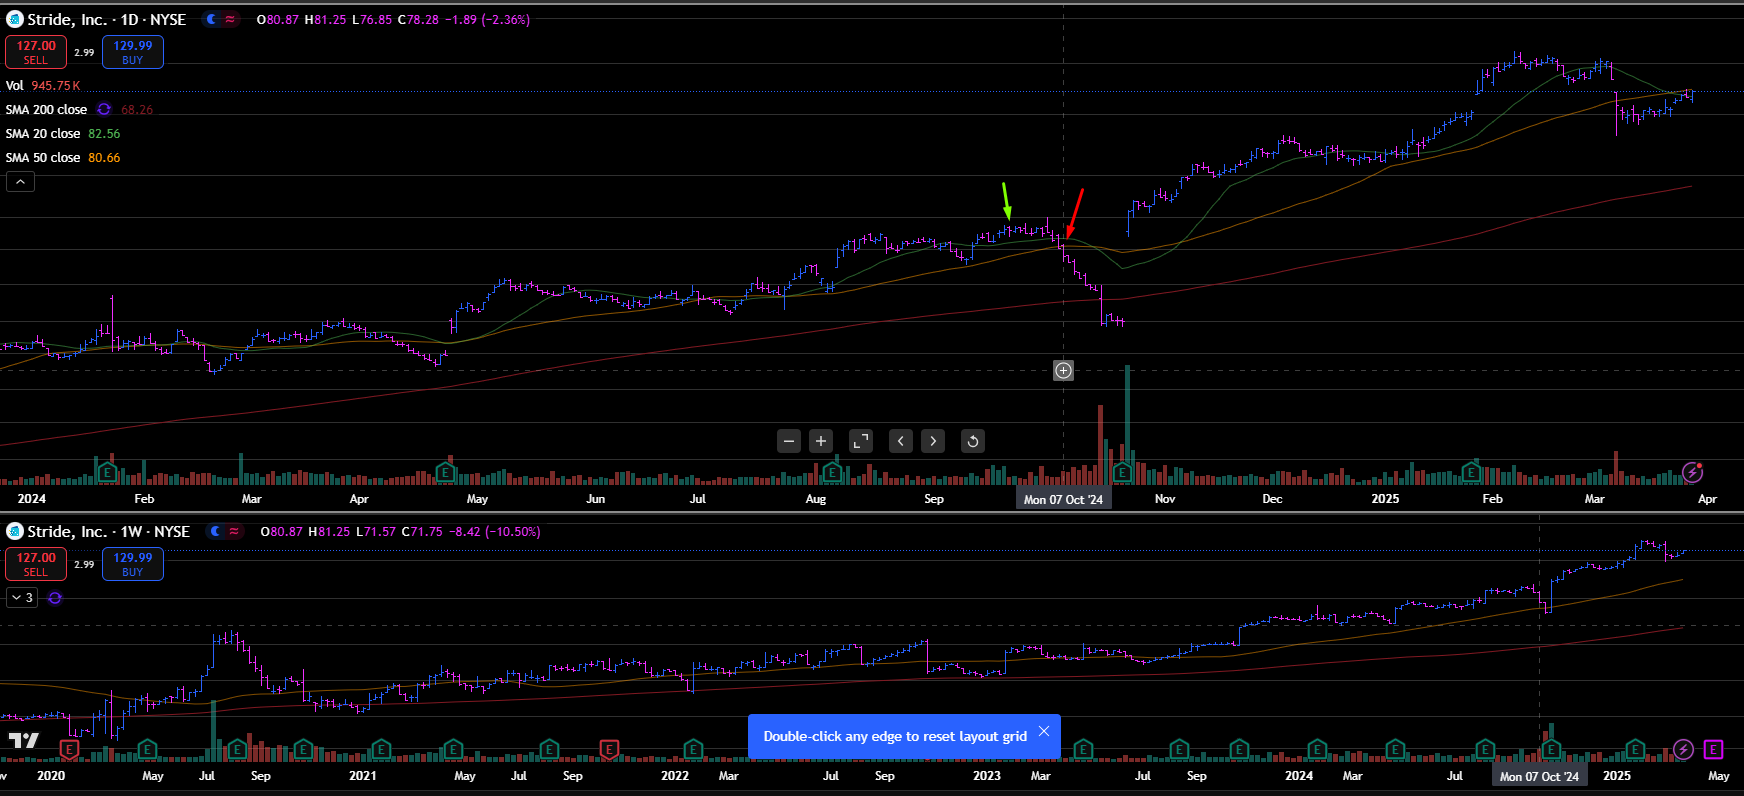 Stride, Inc. · 1D · NYSE O80.87 H81.25 L76.85 C78.28 −1.89 (−2.36%)
127.00 SELL 2.99 129.99 BUY
Vol 945.75K
SMA 200 close 68.26
SMA 20 close 82.56
SMA 50 close 80.66
E E E E E
2024 Feb Mar Apr May Jun Jul Aug Sep Mon 07 Oct '24 Nov Dec 2025 Feb Mar Apr
Stride, Inc. · 1W · NYSE O80.87 H81.25 L71.57 C71.75 −8.42 (−10.50%)
127.00 SELL 2.99 129.99 BUY
3
Double-click any edge to reset layout grid
E E E E E E E E E E E E E E E E E E E
2020 May Jul Sep 2021 May Jul Sep 2022 Mar Jul Sep 2023 Mar Jul Sep 2024 Mar Jul Mon 07 Oct '24 2025 May